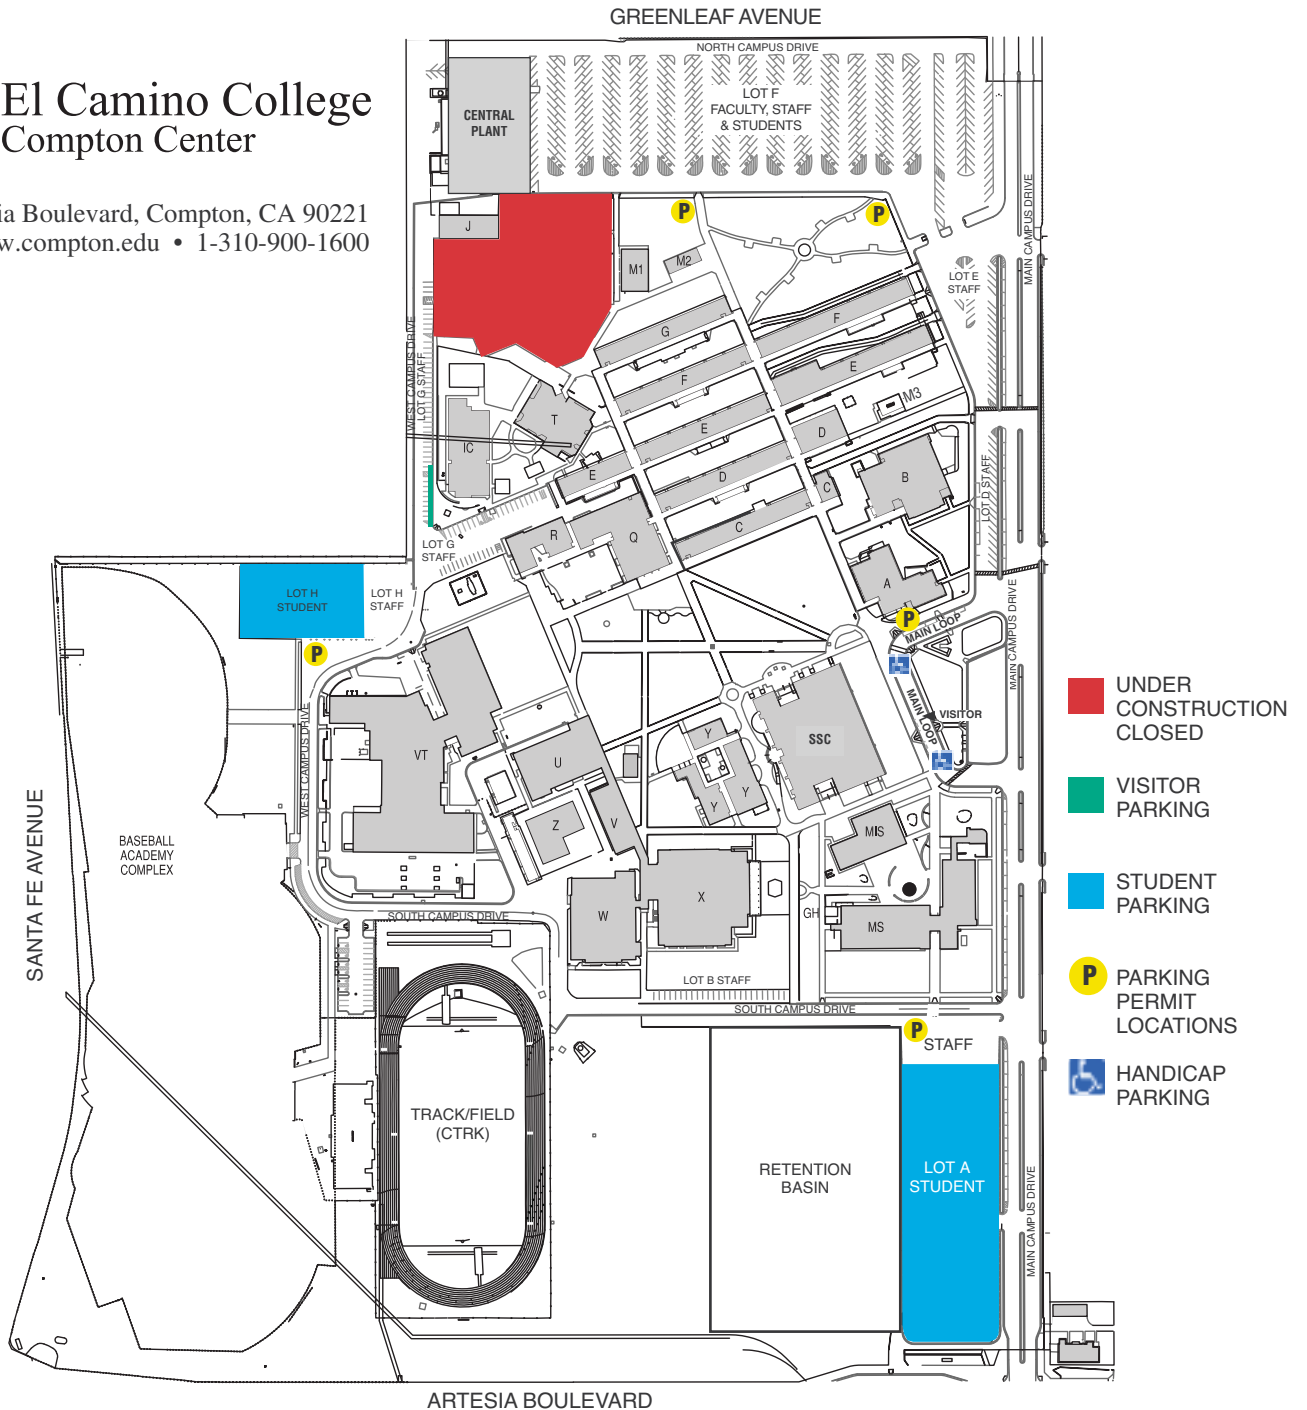 GREENLEAF AVENUE
NORTH CAMPUS DRIVE
El Camino College
Compton Center
ia Boulevard, Compton, CA 90221
w.compton.edu • 1-310-900-1600
CENTRAL
PLANT
LOT F
FACULTY, STAFF
& STUDENTS
MAIN CAMPUS DRIVE
P
P
J
M1
M2
LOT E
STAFF
WEST CAMPUS DRIVE
LOT G STAFF
G
F
F
E
E
M3
T
IC
E
D
D
B
C
C
LOT D STAFF
R
Q
LOT G
STAFF
A
LOT H
STUDENT
LOT H
STAFF
P
P
MAIN LOOP
MAIN CAMPUS DRIVE
MAIN LOOP
VISITOR
WEST CAMPUS DRIVE
VT
U
Y
Y
Y
SSC
Z
V
MIS
W
X
GH
MS
BASEBALL
ACADEMY
COMPLEX
SANTA FE AVENUE
SOUTH CAMPUS DRIVE
LOT B STAFF
SOUTH CAMPUS DRIVE
P
STAFF
TRACK/FIELD
(CTRK)
RETENTION
BASIN
LOT A
STUDENT
MAIN CAMPUS DRIVE
ARTESIA BOULEVARD
UNDER
CONSTRUCTION
CLOSED
VISITOR
PARKING
STUDENT
PARKING
P
PARKING
PERMIT
LOCATIONS
HANDICAP
PARKING